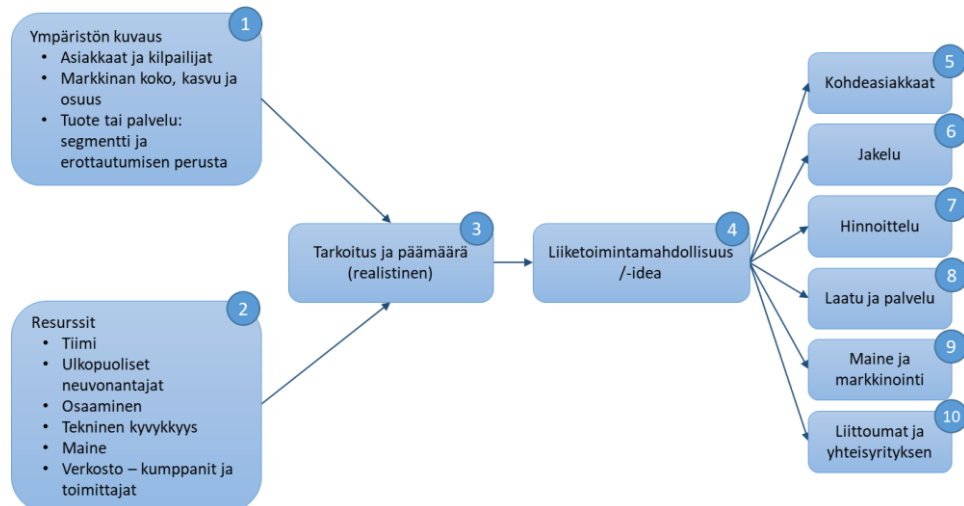 1
Ympäristön kuvaus
• Asiakkaat ja kilpailijat
• Markkinan koko, kasvu ja
osuus
• Tuote tai palvelu:
segmentti ja
erottautumisen perusta
2
Resurssit
• Tiimi
• Ulkopuoliset
neuvonantajat
• Osaaminen
• Tekninen kyvykkyys
• Maine
• Verkosto – kumppanit ja
toimittajat
3
Tarkoitus ja päämäärä
(realistinen)
4
Liiketoimintamahdollisuus
/-idea
5
Kohdeasiakkaat
6
Jakelu
7
Hinnoittelu
8
Laatu ja palvelu
9
Maine ja
markkinointi
10
Liittoumat ja
yhteisyrityksen